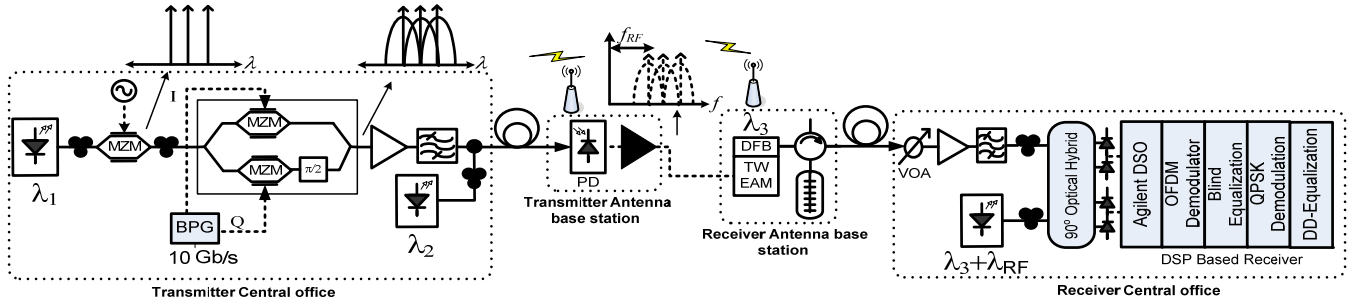 λ
λ
f_RF
f
I
MZM
MZM
MZM
π/2
λ1
BPG
Q
10 Gb/s
λ2
Transmitter Central office
PD
Transmitter Antenna
base station
λ3
DFB
TW
EAM
Receiver Antenna base
station
VOA
λ3+λRF
90° Optical Hybrid
Agilent DSO
OFDM
Demodulator
Blind
Equalization
QPSK
Demodulation
DD-Equalization
DSP Based Receiver
Receiver Central office